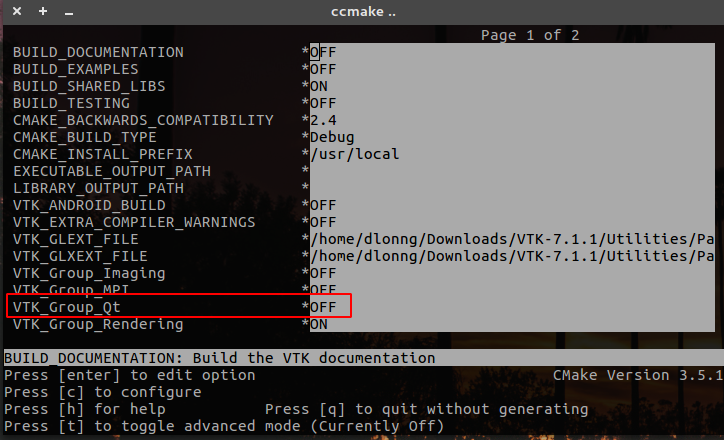 ccmake ..
Page 1 of 2
BUILD_DOCUMENTATION *OFF
BUILD_EXAMPLES *OFF
BUILD_SHARED_LIBS *ON
BUILD_TESTING *OFF
CMAKE_BACKWARDS_COMPATIBILITY *2.4
CMAKE_BUILD_TYPE *Debug
CMAKE_INSTALL_PREFIX */usr/local
EXECUTABLE_OUTPUT_PATH *
LIBRARY_OUTPUT_PATH *
VTK_ANDROID_BUILD *OFF
VTK_EXTRA_COMPILER_WARNINGS *OFF
VTK_GLEXT_FILE */home/dlonng/Downloads/VTK-7.1.1/Utilities/Pa
VTK_GLXEXT_FILE */home/dlonng/Downloads/VTK-7.1.1/Utilities/Pa
VTK_Group_Imaging *OFF
VTK_Group_MPI *OFF
VTK_Group_Qt *OFF
VTK_Group_Rendering *ON
BUILD_DOCUMENTATION: Build the VTK documentation
Press [enter] to edit option CMake Version 3.5.1
Press [c] to configure
Press [h] for help Press [q] to quit without generating
Press [t] to toggle advanced mode (Currently Off)